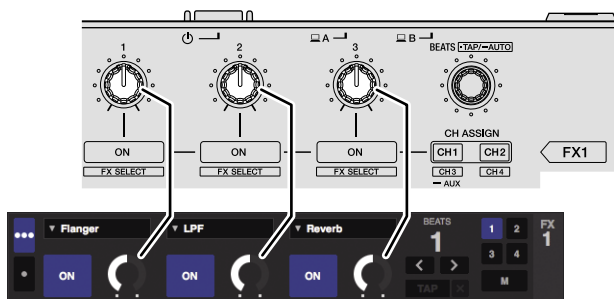 1
2
3
A
B
BEATS -TAP/—AUTO
ON
ON
ON
FX SELECT
FX SELECT
FX SELECT
CH ASSIGN
CH1
CH2
CH3
CH4
— AUX
FX1
Flanger
LPF
Reverb
ON
ON
ON
BEATS
1
< >
TAP
X
1 2
3 4
M
FX
1